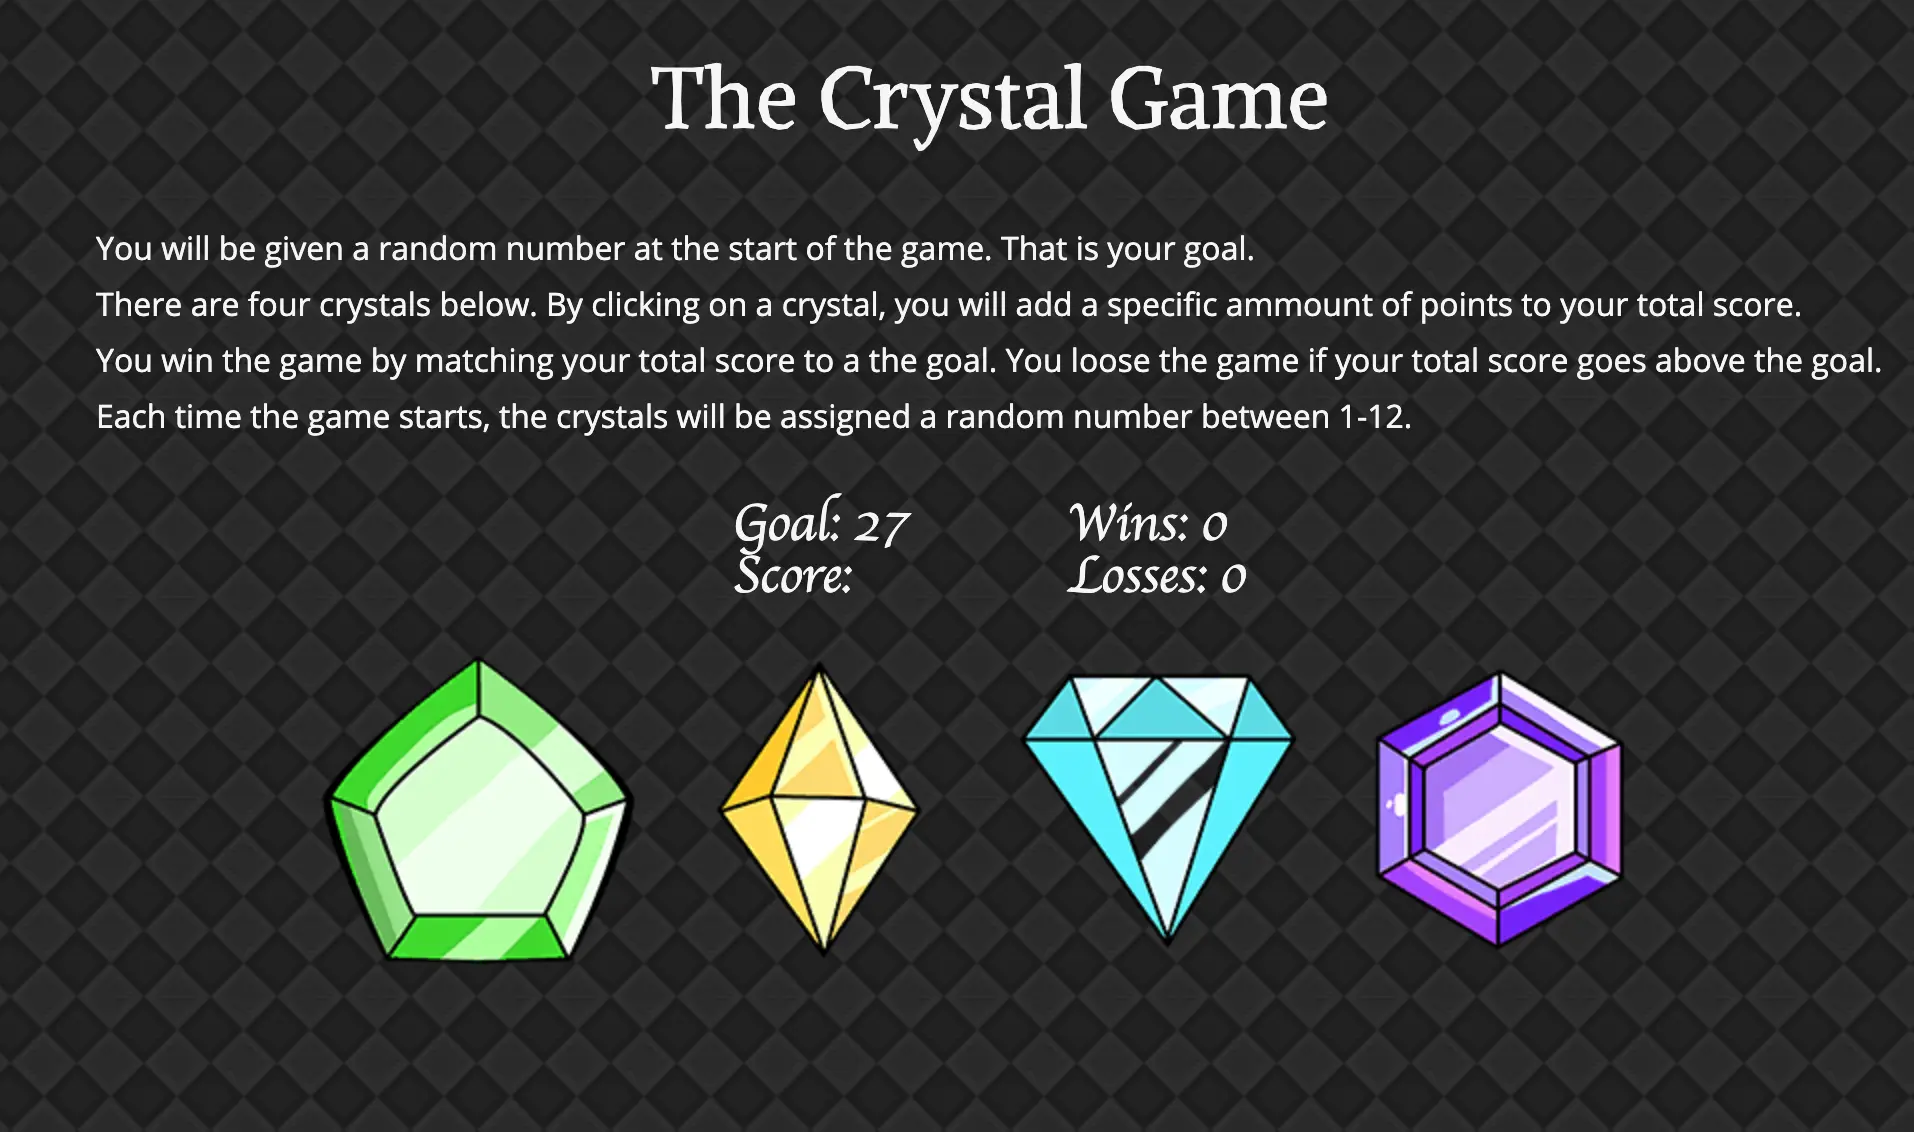 The Crystal Game
You will be given a random number at the start of the game. That is your goal.
There are four crystals below. By clicking on a crystal, you will add a specific ammount of points to your total score.
You win the game by matching your total score to a the goal. You loose the game if your total score goes above the goal.
Each time the game starts, the crystals will be assigned a random number between 1-12.
Goal: 27
Score:
Wins: 0
Losses: 0